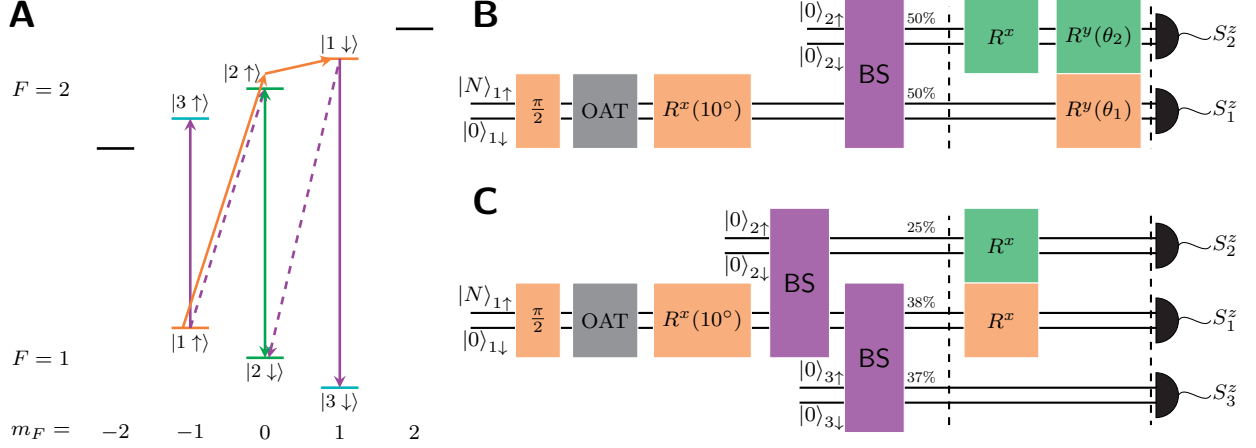 A
|1 ↓⟩
|2 ↑⟩
F = 2
|3 ↑⟩
|1 ↑⟩
F = 1
|2 ↓⟩
|3 ↓⟩
m_F = −2 −1 0 1 2
B
|0⟩_{2↑} 50% R^x R^y(θ_2) S_2^z
|0⟩_{2↓}
BS
|N⟩_{1↑} π/2 OAT R^x(10°) 50% R^y(θ_1) S_1^z
|0⟩_{1↓}
C
|0⟩_{2↑} 25% R^x S_2^z
|0⟩_{2↓}
BS
|N⟩_{1↑} π/2 OAT R^x(10°) 38% R^x S_1^z
|0⟩_{1↓}
BS
|0⟩_{3↑} 37% S_3^z
|0⟩_{3↓}